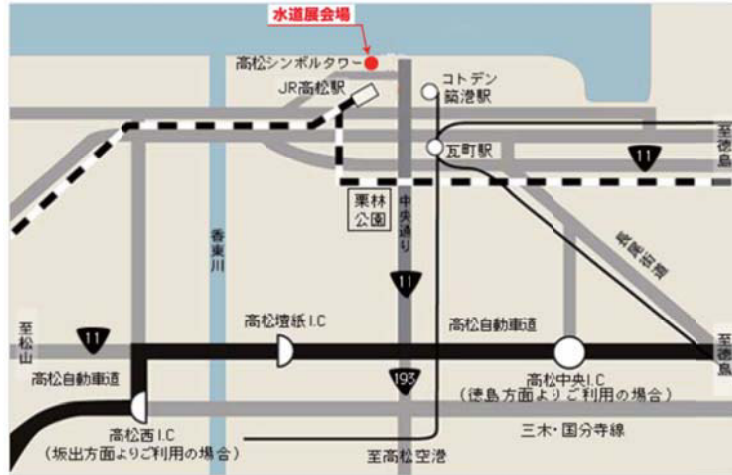 水道展会場
高松シンボルタワー
JR高松駅
コトデン
築港駅
瓦町駅
至徳島
11
栗林
公園
中央通り
香東川
長尾街道
11
高松壇紙I.C
高松自動車道
至松山
11
高松自動車道
193
高松中央I.C
(徳島方面よりご利用の場合)
至徳島
高松西I.C
(坂出方面よりご利用の場合)
三木・国分寺線
至高松空港